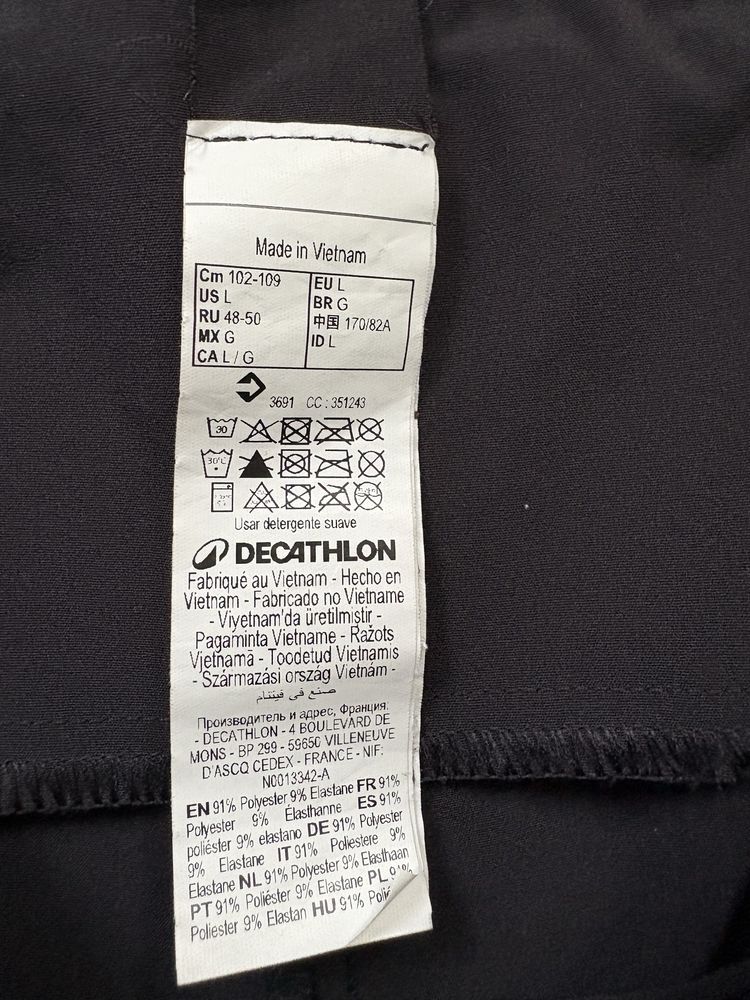 Made in Vietnam
Cm 102-109
US L
RU 48-50
MX G
CA L / G
EU L
BR G
中国 170/82A
ID L
3691 CC : 351243
30
30°C
Usar detergente suave
DECATHLON
Fabriqué au Vietnam - Hecho en
Vietnam - Fabricado no Vietname
- Viyetnam'da üretilmiştir -
Pagaminta Vietname - Ražots
Vjetnamā - Toodetud Vietnamis
- Származási ország Vietnám -
صنع في فيتنام
Производитель и адрес, Франция:
- DECATHLON - 4 BOULEVARD DE
MONS - BP 299 - 59650 VILLENEUVE
D'ASCQ CEDEX - FRANCE - NIF:
N0013342-A
EN 91% Polyester 9% Elastane FR 91%
Polyester 9% Élasthanne ES 91%
poliéster 9% elastano DE 91% Polyester
9% Elastane IT 91% Poliestere 9%
Elastane NL 91% Polyester 9% Elasthaan
PT 91% Poliéster 9% Elastane PL
Poliester 9% Elastan HU 91%